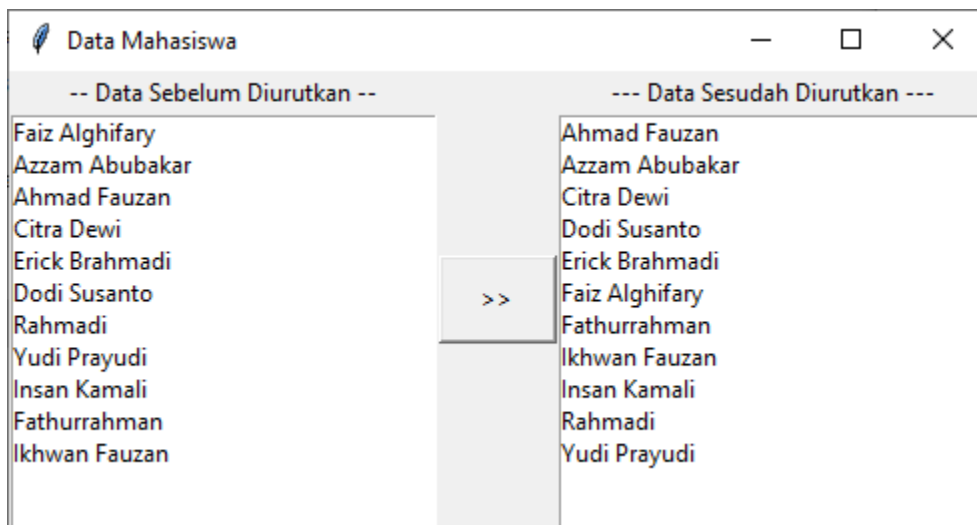 Data Mahasiswa
-- Data Sebelum Diurutkan --
Faiz Alghifary
Azzam Abubakar
Ahmad Fauzan
Citra Dewi
Erick Brahmadi
Dodi Susanto
Rahmadi
Yudi Prayudi
Insan Kamali
Fathurrahman
Ikhwan Fauzan
>>
--- Data Sesudah Diurutkan ---
Ahmad Fauzan
Azzam Abubakar
Citra Dewi
Dodi Susanto
Erick Brahmadi
Faiz Alghifary
Fathurrahman
Ikhwan Fauzan
Insan Kamali
Rahmadi
Yudi Prayudi